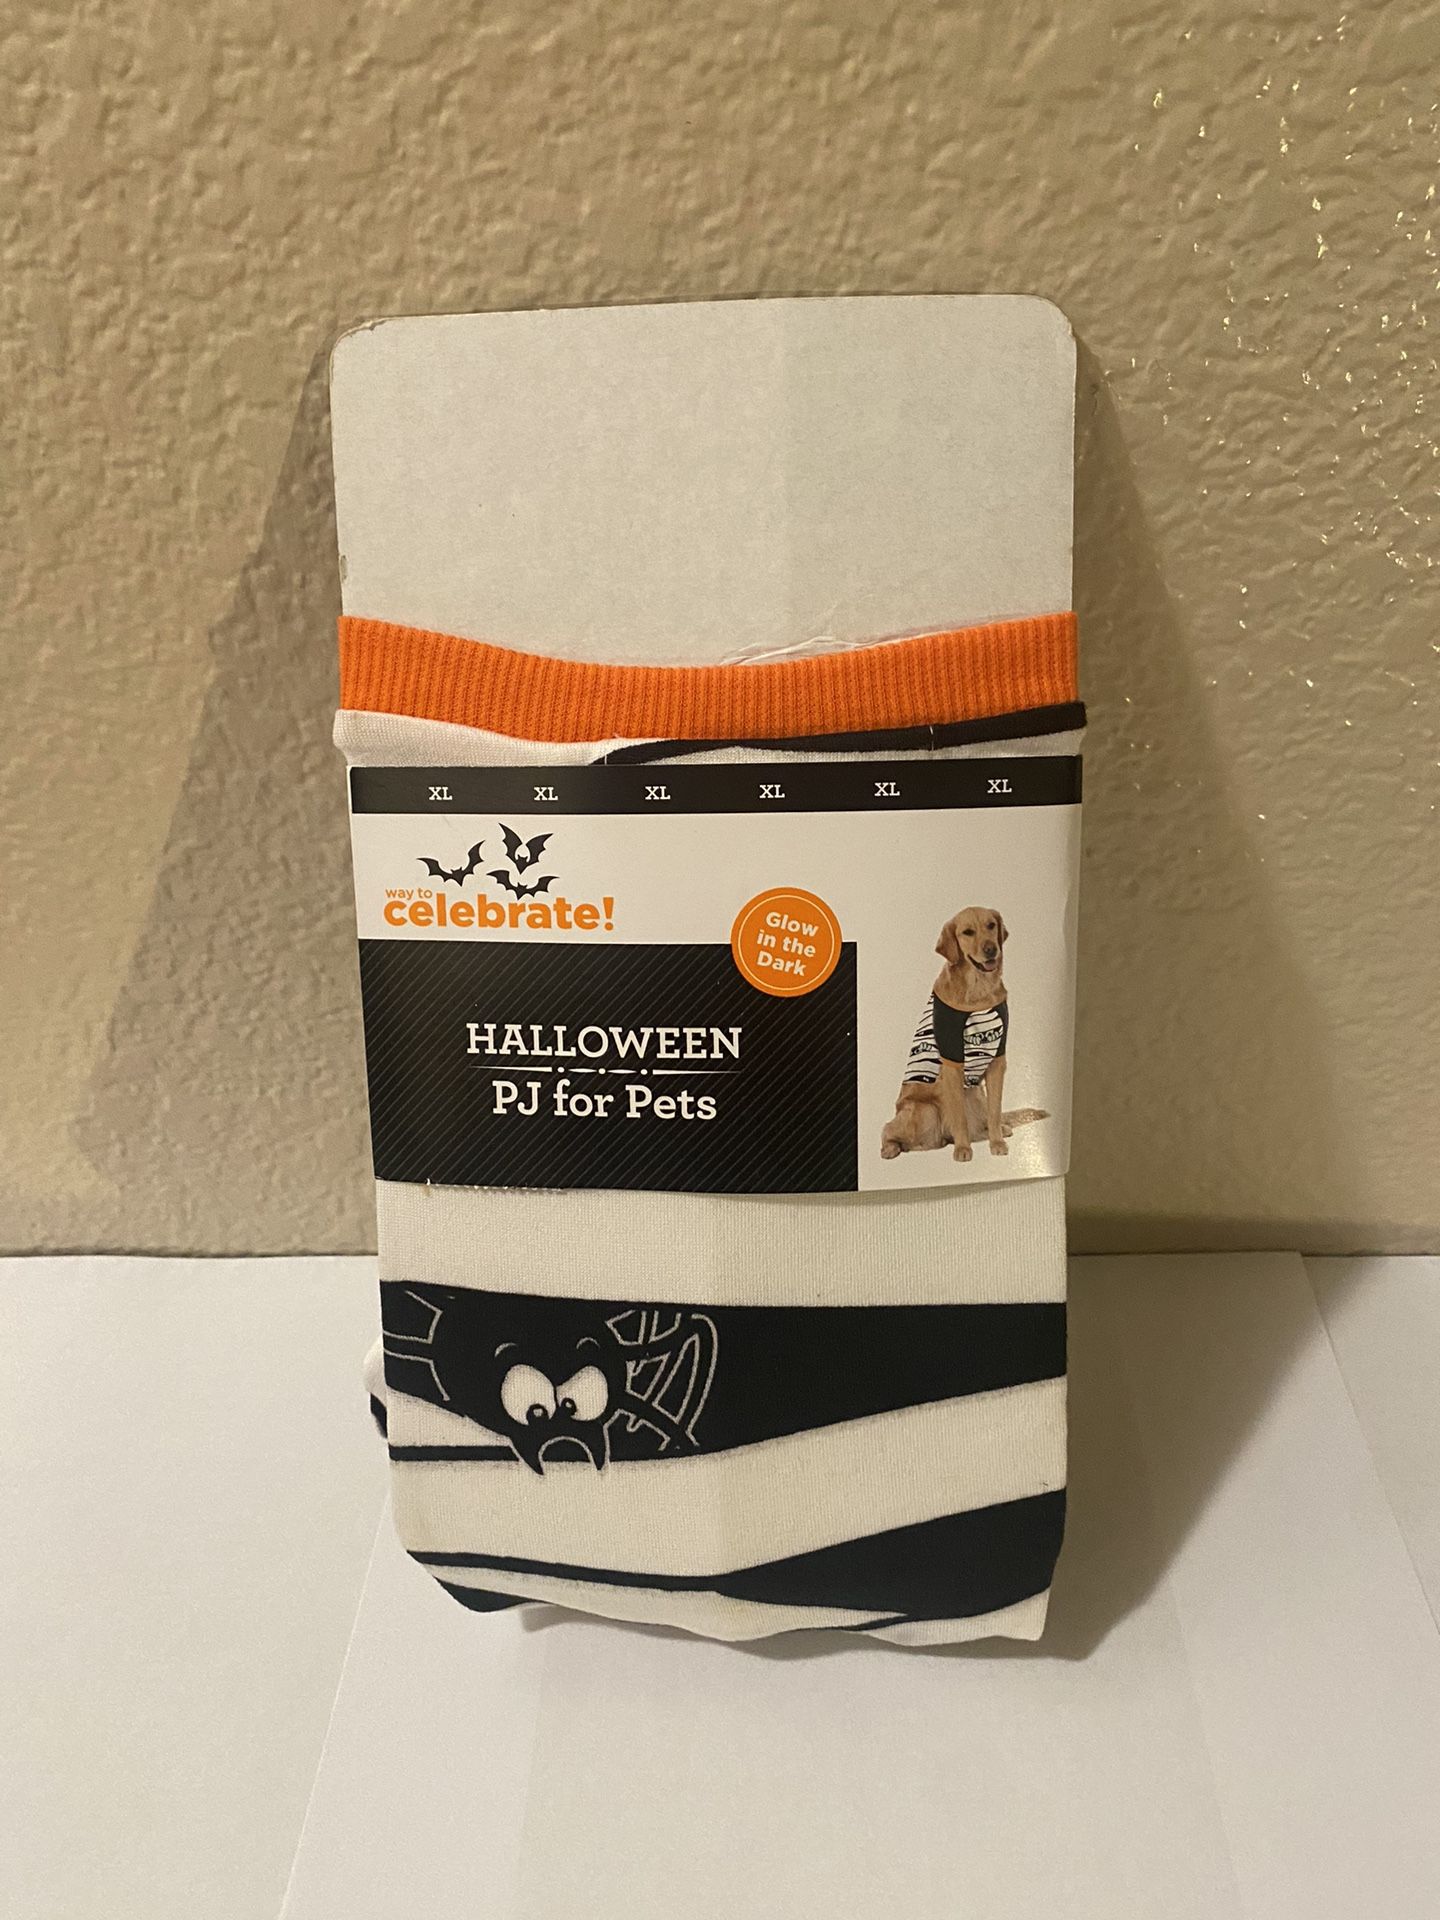 XL XL XL XL XL XL
way to
celebrate!
Glow
in the
Dark
HALLOWEEN
PJ for Pets